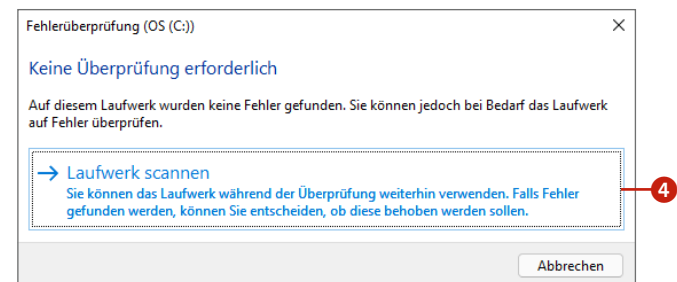 Fehlerüberprüfung (OS (C:))
Keine Überprüfung erforderlich
Auf diesem Laufwerk wurden keine Fehler gefunden. Sie können jedoch bei Bedarf das Laufwerk
auf Fehler überprüfen.
Laufwerk scannen
Sie können das Laufwerk während der Überprüfung weiterhin verwenden. Falls Fehler
gefunden werden, können Sie entscheiden, ob diese behoben werden sollen.
4
Abbrechen